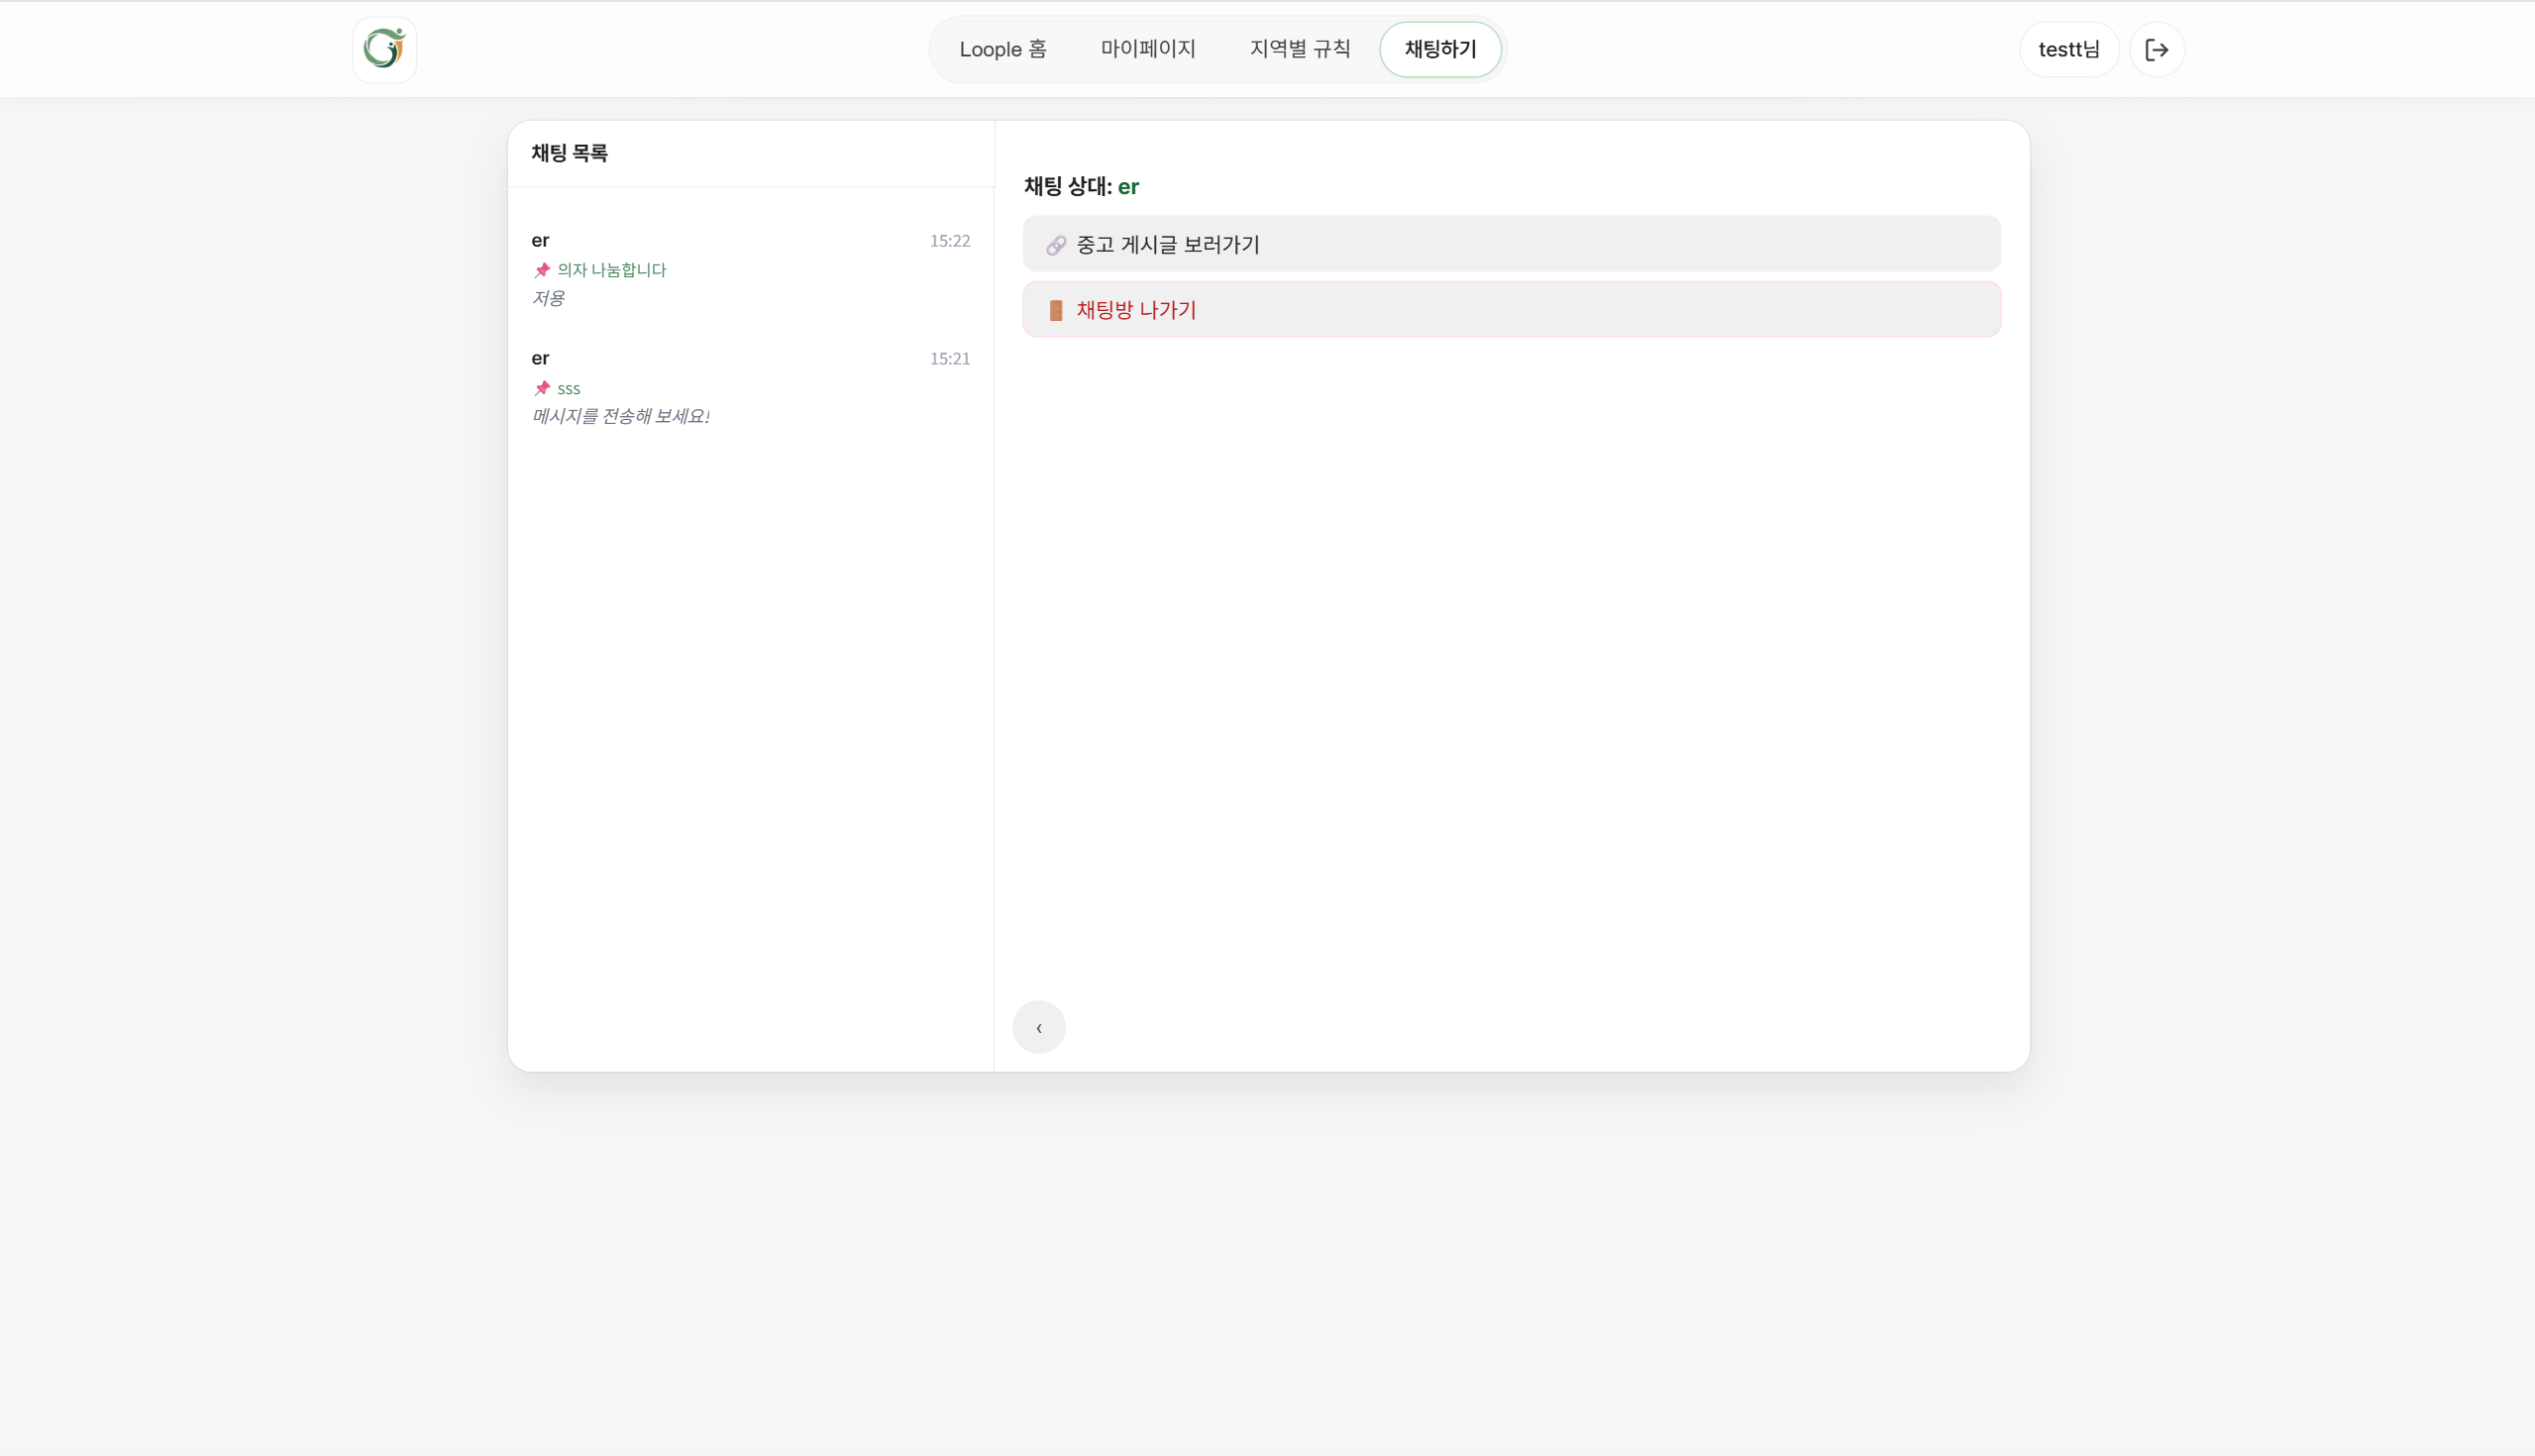 Loople 홈
마이페이지
지역별 규칙
채팅하기
testt님
채팅 목록
er
15:22
📌 의자 나눔합니다
저용
er
15:21
📌 sss
메시지를 전송해 보세요!
채팅 상대: er
🔗 중고 게시글 보러가기
🚪 채팅방 나가기
‹